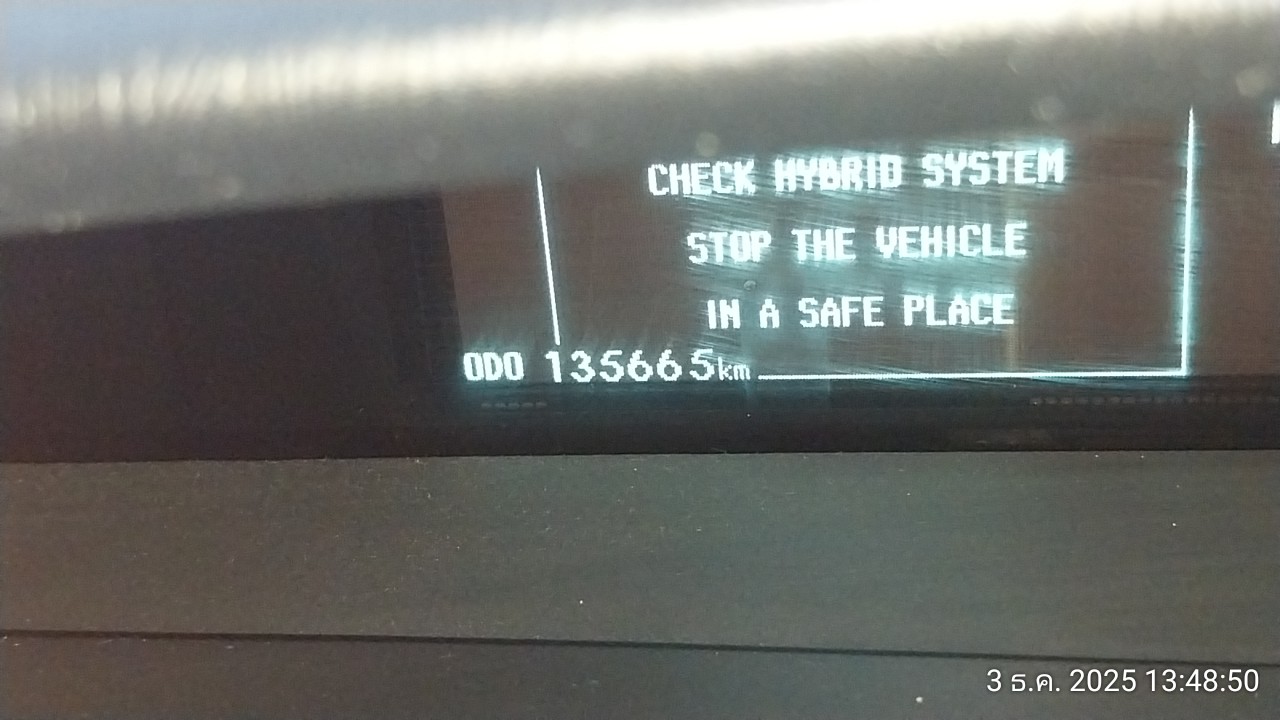 CHECK HYBRID SYSTEM
STOP THE VEHICLE
IN A SAFE PLACE
ODO 135665km
3 ธ.ค. 2025 13:48:50